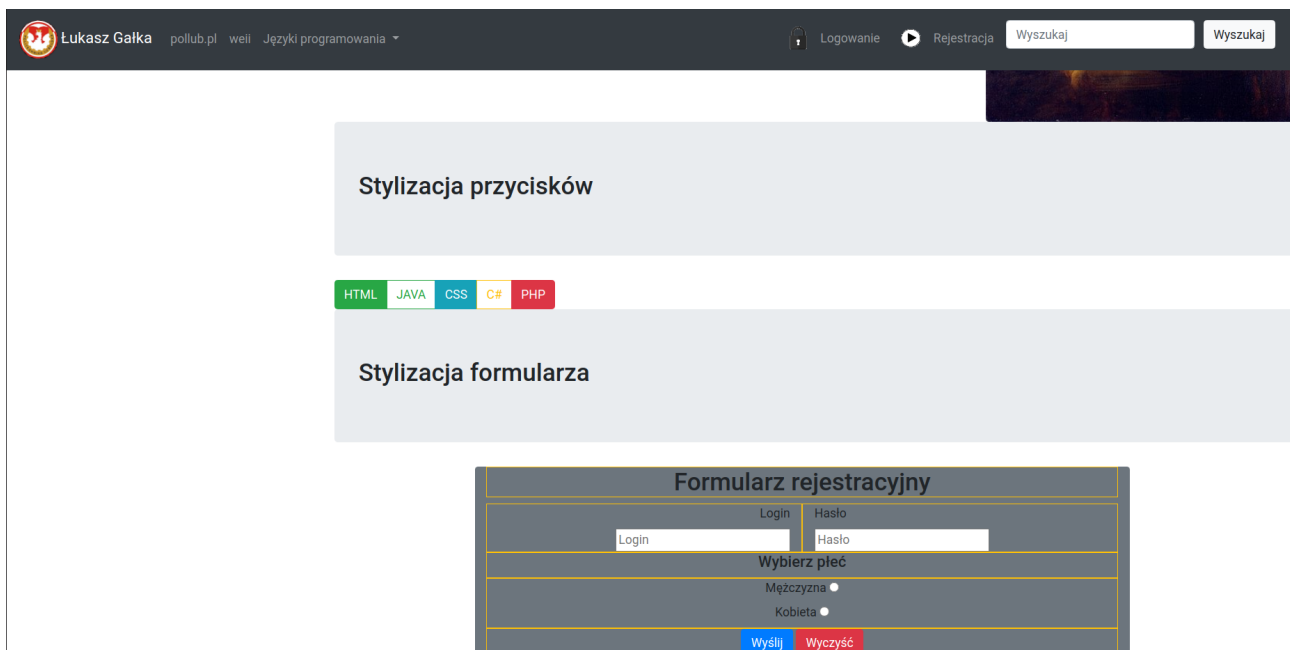 Łukasz Gałka pollub.pl weii Języki programowania Logowanie Rejestracja Wyszukaj Wyszukaj
Stylizacja przycisków
HTML JAVA CSS C# PHP
Stylizacja formularza
Formularz rejestracyjny
Login Hasło
Login Hasło
Wybierz płeć
Mężczyzna
Kobieta
Wyślij Wyczyść